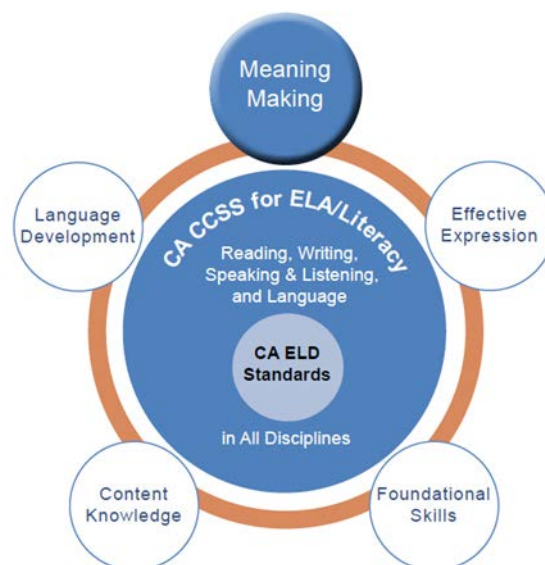 Meaning
Making
Language
Development
Effective
Expression
CA CCSS for ELA/Literacy
Reading, Writing,
Speaking & Listening,
and Language
CA ELD
Standards
in All Disciplines
Content
Knowledge
Foundational
Skills